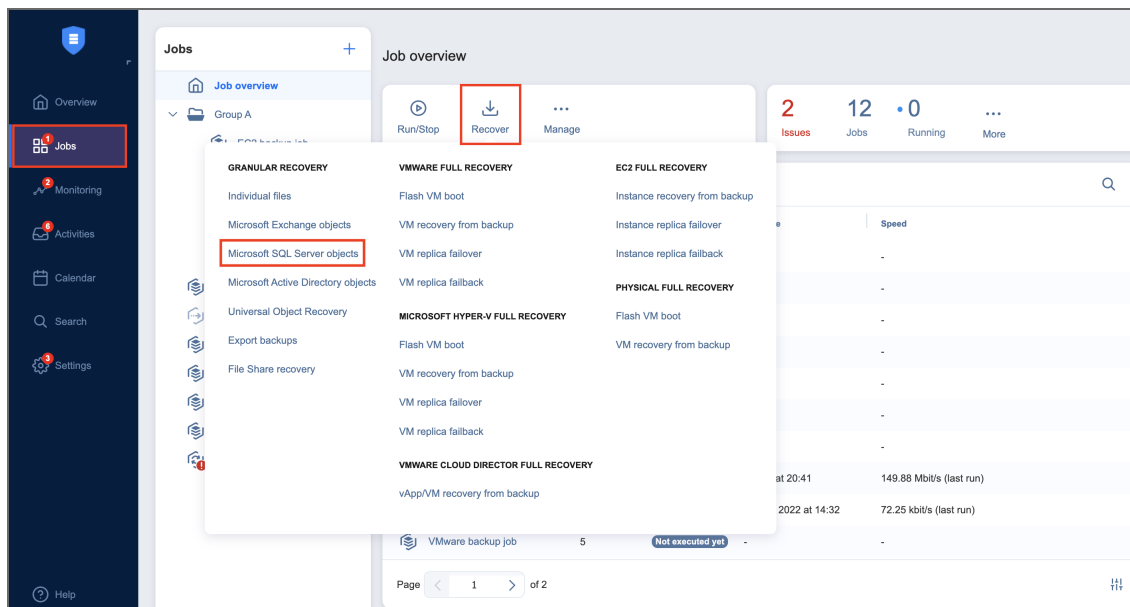 Jobs
+
Job overview
Overview
1
Jobs
2
Monitoring
6
Activities
Calendar
Search
3
Settings
Help
Job overview
Group A
Run/Stop
Recover
Manage
2
Issues
12
Jobs
0
Running
More
GRANULAR RECOVERY
Individual files
Microsoft Exchange objects
Microsoft SQL Server objects
Microsoft Active Directory objects
Universal Object Recovery
Export backups
File Share recovery
VMWARE FULL RECOVERY
Flash VM boot
VM recovery from backup
VM replica failover
VM replica failback
MICROSOFT HYPER-V FULL RECOVERY
Flash VM boot
VM recovery from backup
VM replica failover
VM replica failback
VMWARE CLOUD DIRECTOR FULL RECOVERY
vApp/VM recovery from backup
EC2 FULL RECOVERY
Instance recovery from backup
Instance replica failover
Instance replica failback
PHYSICAL FULL RECOVERY
Flash VM boot
VM recovery from backup
Speed
-
-
-
-
-
-
-
at 20:41 149.88 Mbit/s (last run)
2022 at 14:32 72.25 kbit/s (last run)
VMware backup job 5 Not executed yet - -
Page 1 of 2